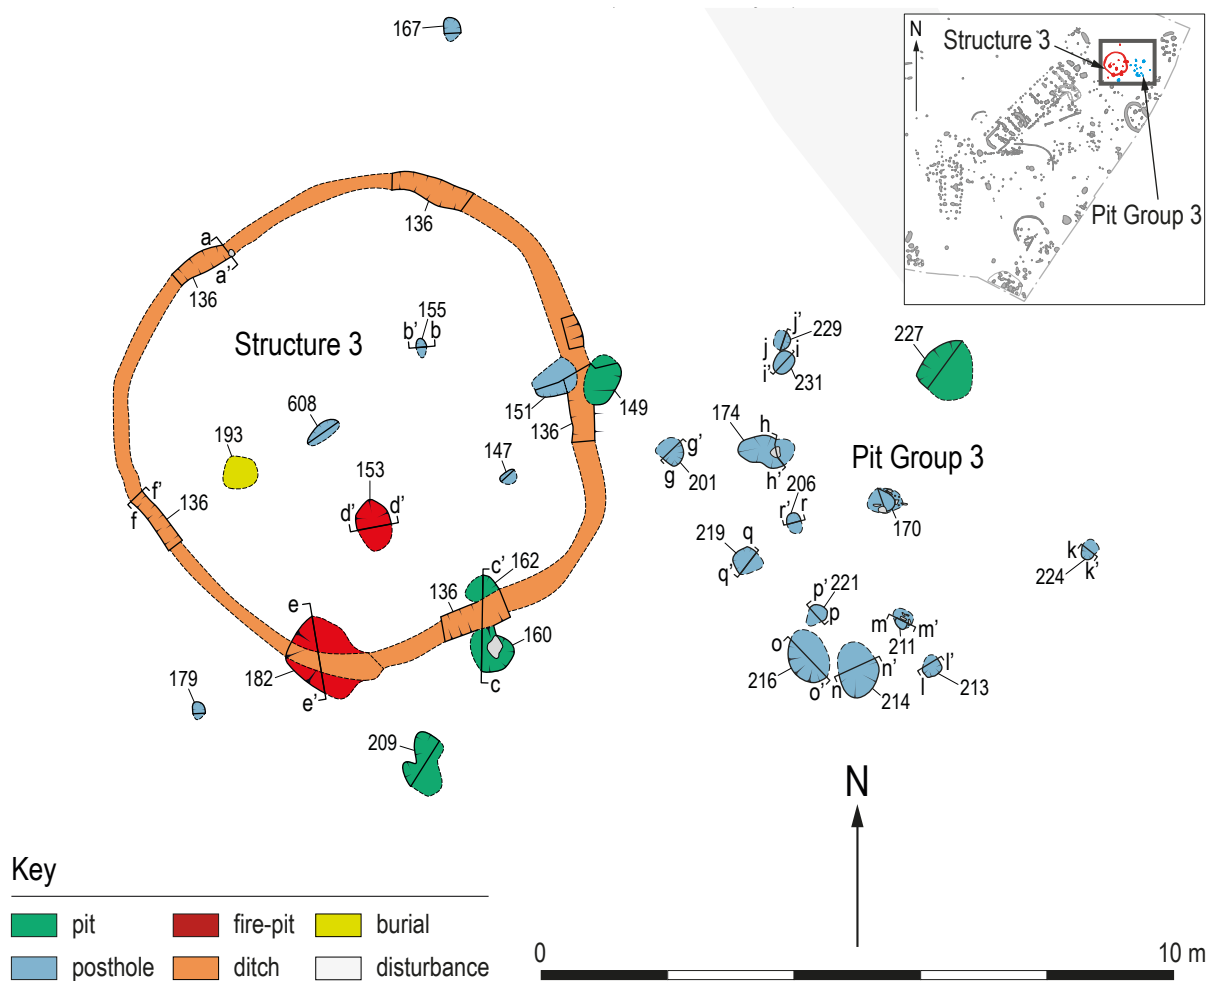 167
N
Structure 3
Pit Group 3
136
a
a'
136
155
b' b
Structure 3
j'
229
j i
i'
231
227
151
149
136
608
193
153
d' d'
147
174
h
h'
g'
g
201
Pit Group 3
206
r' r
170
f'
f
136
219
q
q'
k
224
k'
c'
162
136
160
c
e
182
e'
p'
221
p
m m'
211
o
216
o'
n'
n
214
l'
l
213
179
209
N
Key
pit
fire-pit
burial
posthole
ditch
disturbance
0
10 m